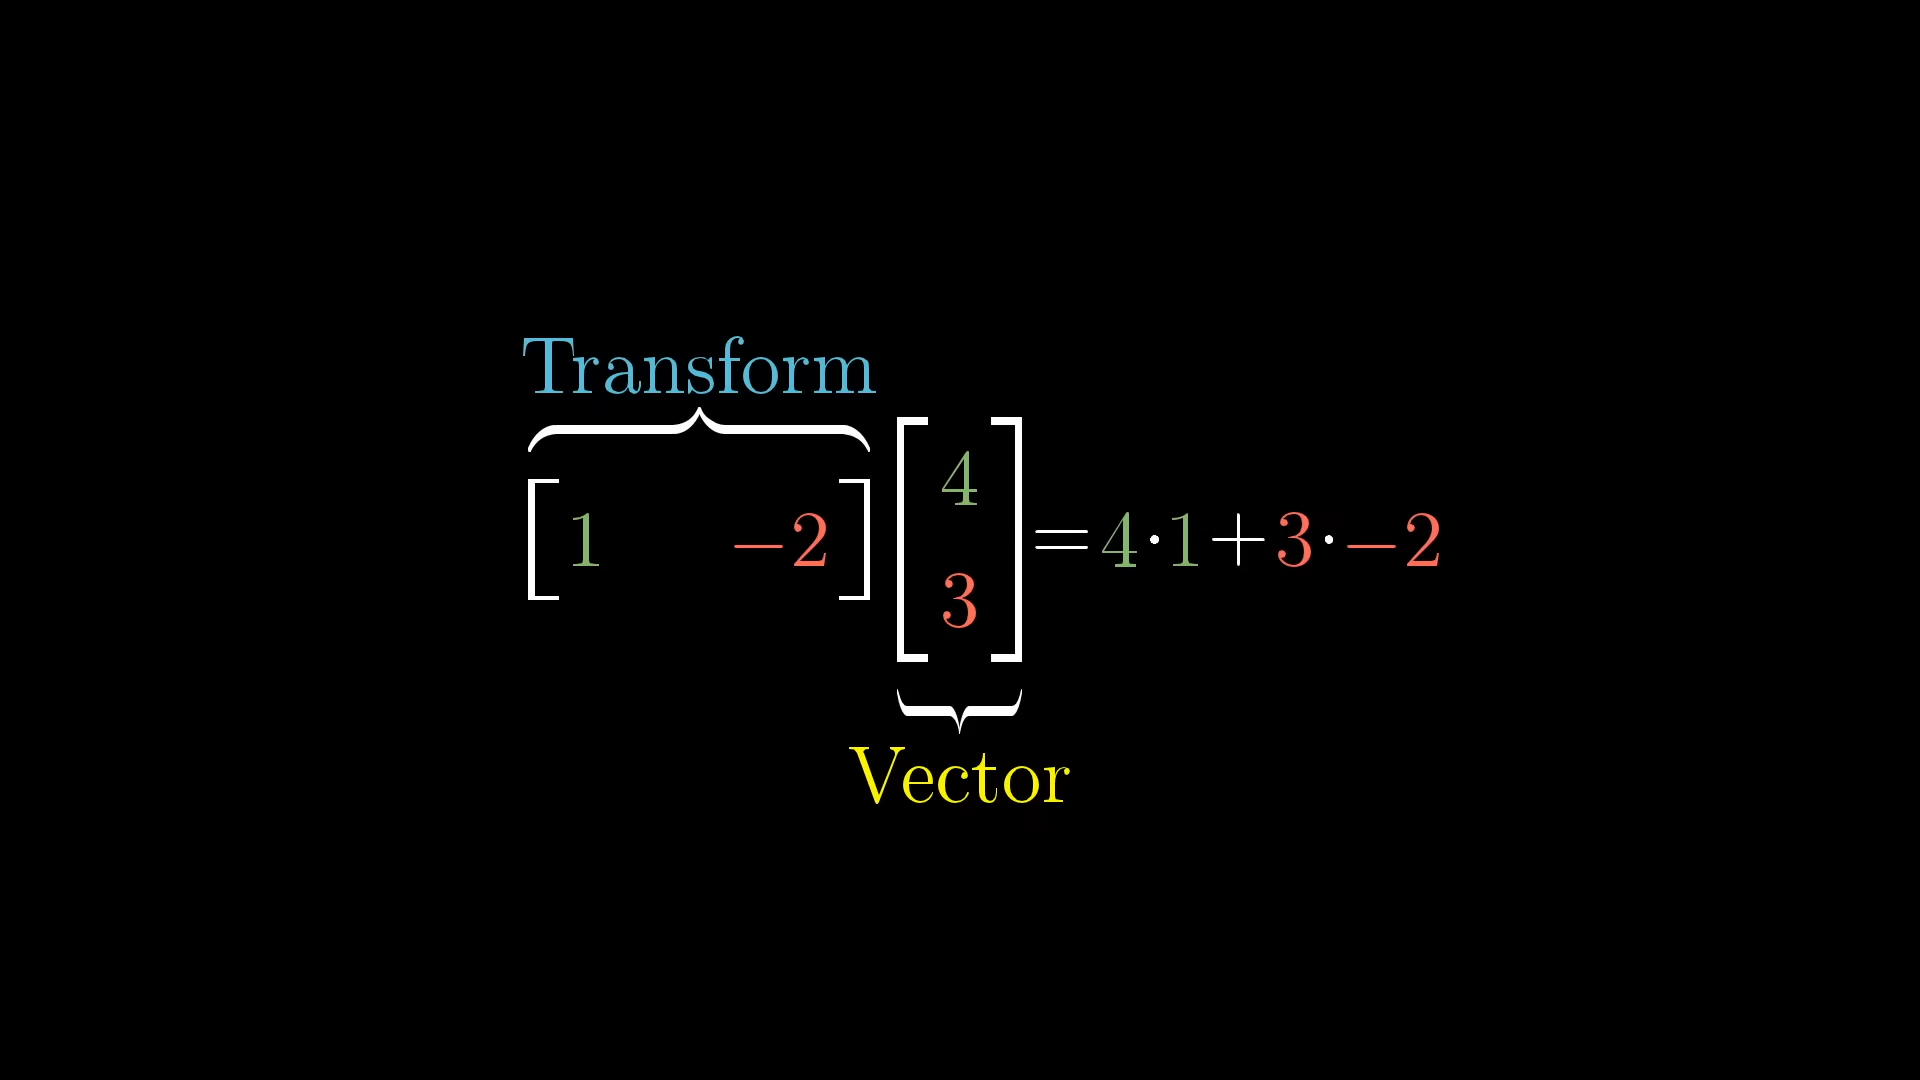 Transform
[1 −2] [4 3] = 4·1+3·−2
Vector